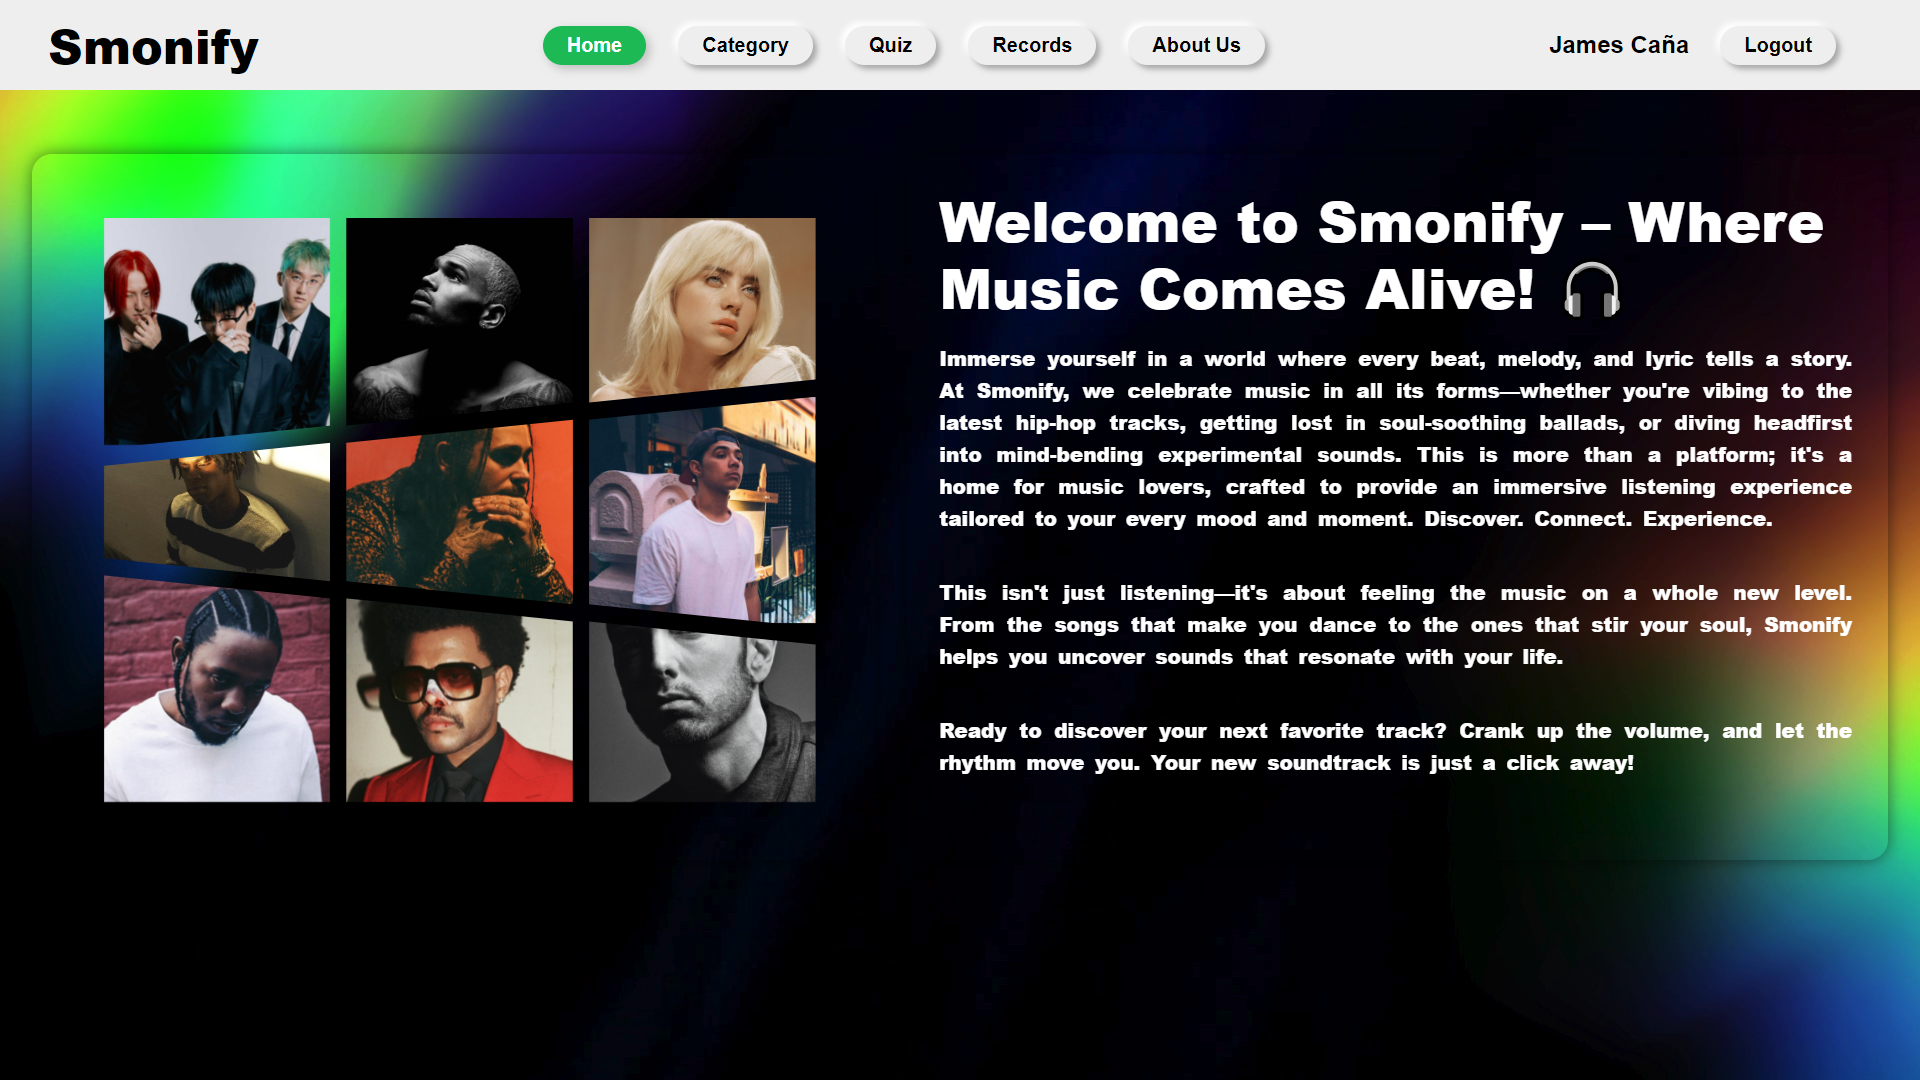 Smonify
Home
Category
Quiz
Records
About Us
James Caña
Logout
Welcome to Smonify – Where
Music Comes Alive! 🎧
Immerse yourself in a world where every beat, melody, and lyric tells a story.
At Smonify, we celebrate music in all its forms—whether you're vibing to the
latest hip-hop tracks, getting lost in soul-soothing ballads, or diving headfirst
into mind-bending experimental sounds. This is more than a platform; it's a
home for music lovers, crafted to provide an immersive listening experience
tailored to your every mood and moment. Discover. Connect. Experience.
This isn't just listening—it's about feeling the music on a whole new level.
From the songs that make you dance to the ones that stir your soul, Smonify
helps you uncover sounds that resonate with your life.
Ready to discover your next favorite track? Crank up the volume, and let the
rhythm move you. Your new soundtrack is just a click away!